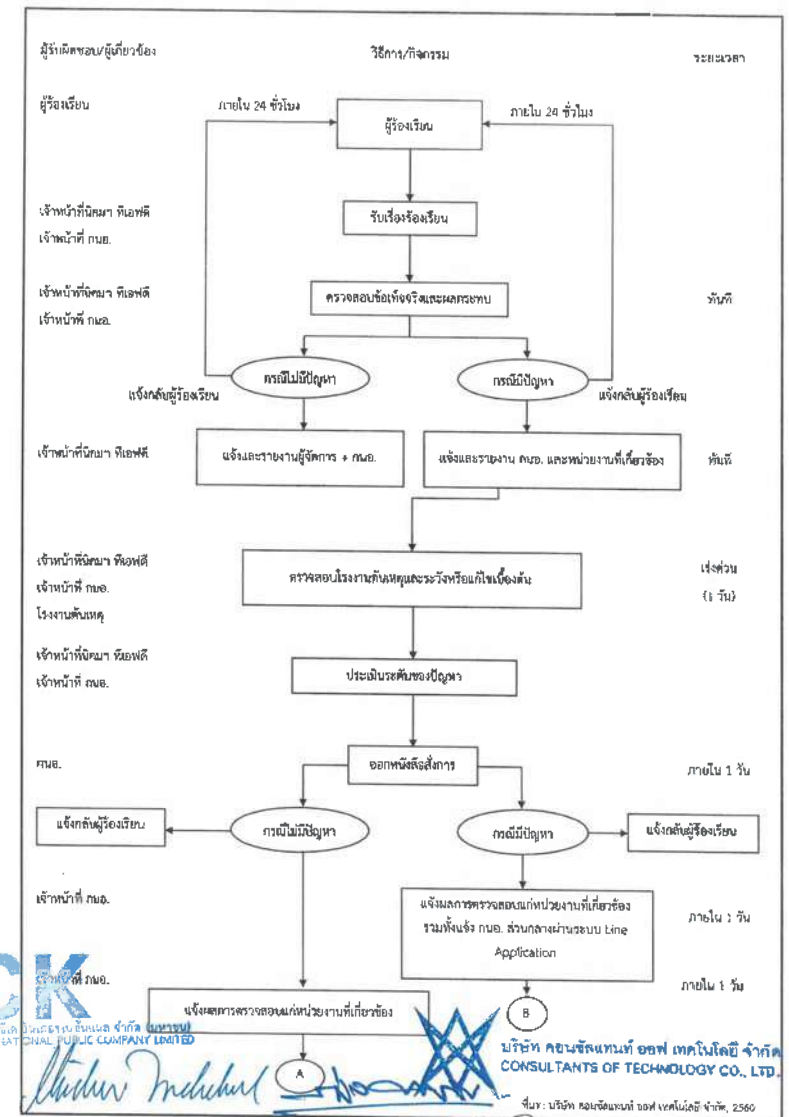 ผู้รับผิดชอบ/ผู้เกี่ยวข้อง วิธีการ/กิจกรรม ระยะเวลา
ผู้ร้องเรียน ภายใน 24 ชั่วโมง ผู้ร้องเรียน ภายใน 24 ชั่วโมง
เจ้าหน้าที่นิคมฯ ทีเอฟดี รับเรื่องร้องเรียน
เจ้าหน้าที่ กนอ.
เจ้าหน้าที่นิคมฯ ทีเอฟดี ตรวจสอบข้อเท็จจริงและผลกระทบ ทันที
เจ้าหน้าที่ กนอ.
กรณีไม่มีปัญหา กรณีมีปัญหา
แจ้งกลับผู้ร้องเรียน แจ้งกลับผู้ร้องเรียน
เจ้าหน้าที่นิคมฯ ทีเอฟดี แจ้งและรายงานผู้จัดการ + กนอ. แจ้งและรายงาน กนอ. และหน่วยงานที่เกี่ยวข้อง ทันที
เจ้าหน้าที่นิคมฯ ทีเอฟดี ตรวจสอบโรงงานต้นเหตุและระวังหรือแก้ไขเบื้องต้น เร่งด่วน
เจ้าหน้าที่ กนอ. (1 วัน)
โรงงานต้นเหตุ
เจ้าหน้าที่นิคมฯ ทีเอฟดี ประเมินระดับของปัญหา
เจ้าหน้าที่ กนอ.
กนอ. ออกหนังสือสั่งการ ภายใน 1 วัน
แจ้งกลับผู้ร้องเรียน กรณีไม่มีปัญหา กรณีมีปัญหา แจ้งกลับผู้ร้องเรียน
เจ้าหน้าที่ กนอ. แจ้งผลการตรวจสอบแก่หน่วยงานที่เกี่ยวข้อง ภายใน 1 วัน
รวมทั้งแจ้ง กนอ. ส่วนกลางผ่านระบบ Line
Application
เจ้าหน้าที่ กนอ. ภายใน 1 วัน
แจ้งผลการตรวจสอบแก่หน่วยงานที่เกี่ยวข้อง B
CK
จำกัด (มหาชน)
PUBLIC COMPANY LIMITED
A
บริษัท คอนซัลแทนท์ ออฟ เทคโนโลยี จำกัด
CONSULTANTS OF TECHNOLOGY CO., LTD.
ที่มา : บริษัท คอนซัลแทนท์ ออฟ เทคโนโลยี จำกัด, 2560